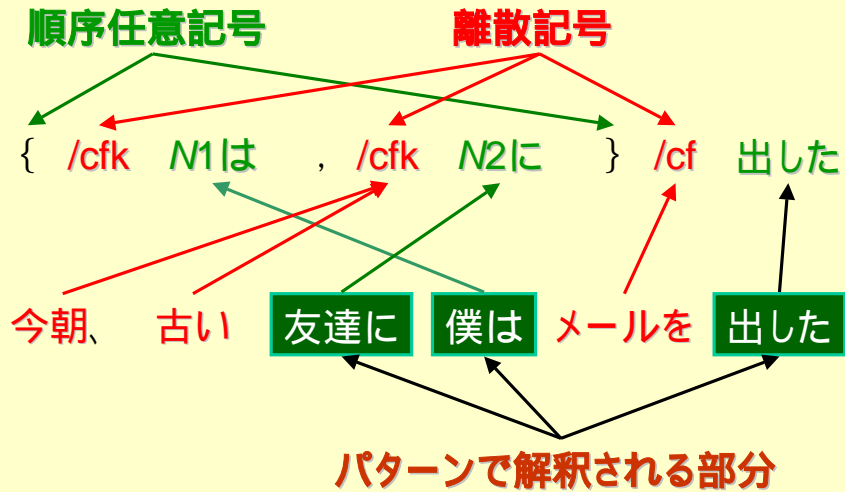 順序任意記号 離散記号
{ /cfk N1は , /cfk N2に } /cf 出した
今朝、 古い 友達に 僕は メールを 出した
パターンで解釈される部分